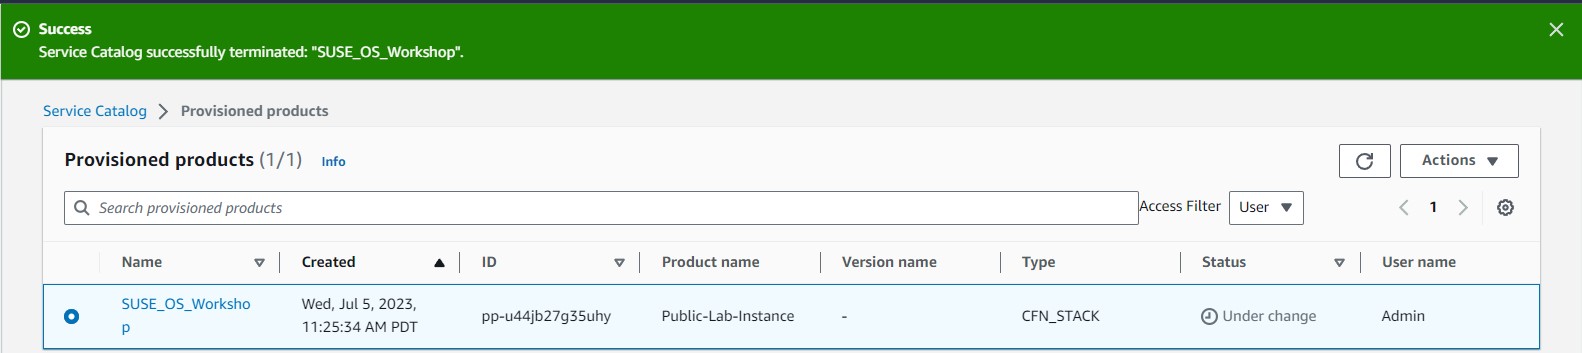 Success
Service Catalog successfully terminated: "SUSE_OS_Workshop".
Service Catalog > Provisioned products
Provisioned products (1/1) Info
Actions
Search provisioned products
Access Filter User
1
Name Created ID Product name Version name Type Status User name
SUSE_OS_Worksho Wed, Jul 5, 2023,
pp-u44jb27g35uhy Public-Lab-Instance - CFN_STACK Under change Admin
p 11:25:34 AM PDT